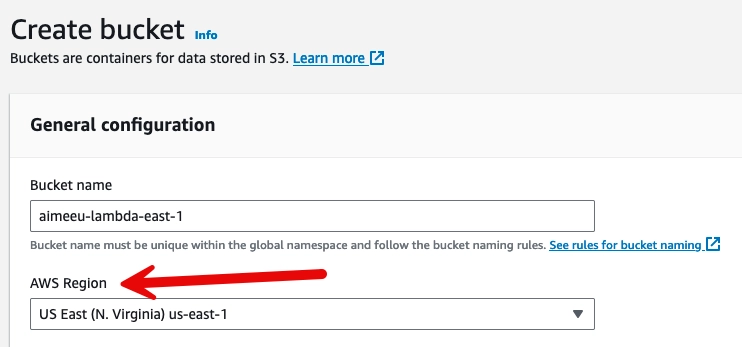 Create bucket Info
Buckets are containers for data stored in S3. Learn more
General configuration
Bucket name
aimeeu-lambda-east-1
Bucket name must be unique within the global namespace and follow the bucket naming rules. See rules for bucket naming
AWS Region
US East (N. Virginia) us-east-1